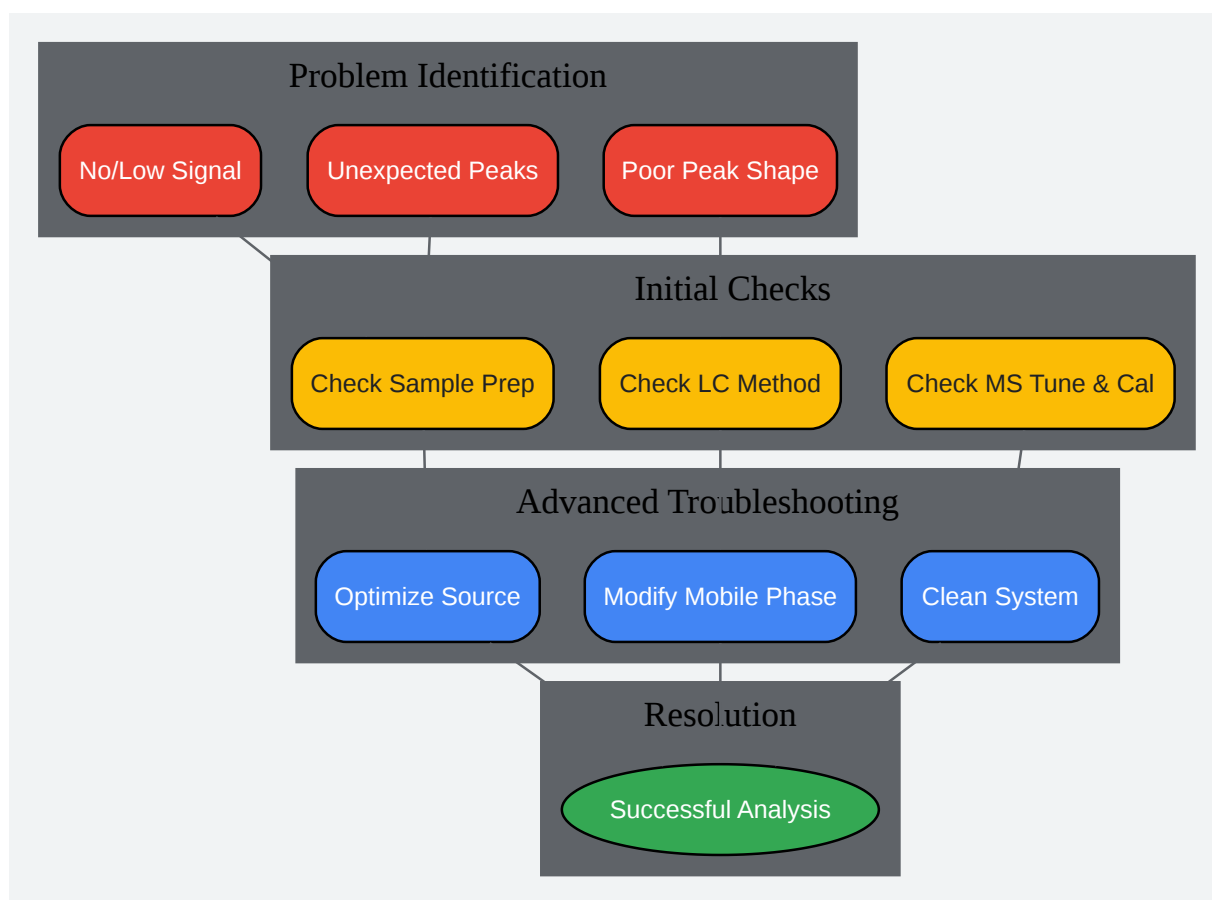 Problem Identification
No/Low Signal
Unexpected Peaks
Poor Peak Shape
Initial Checks
Check Sample Prep
Check LC Method
Check MS Tune & Cal
Advanced Troubleshooting
Optimize Source
Modify Mobile Phase
Clean System
Resolution
Successful Analysis